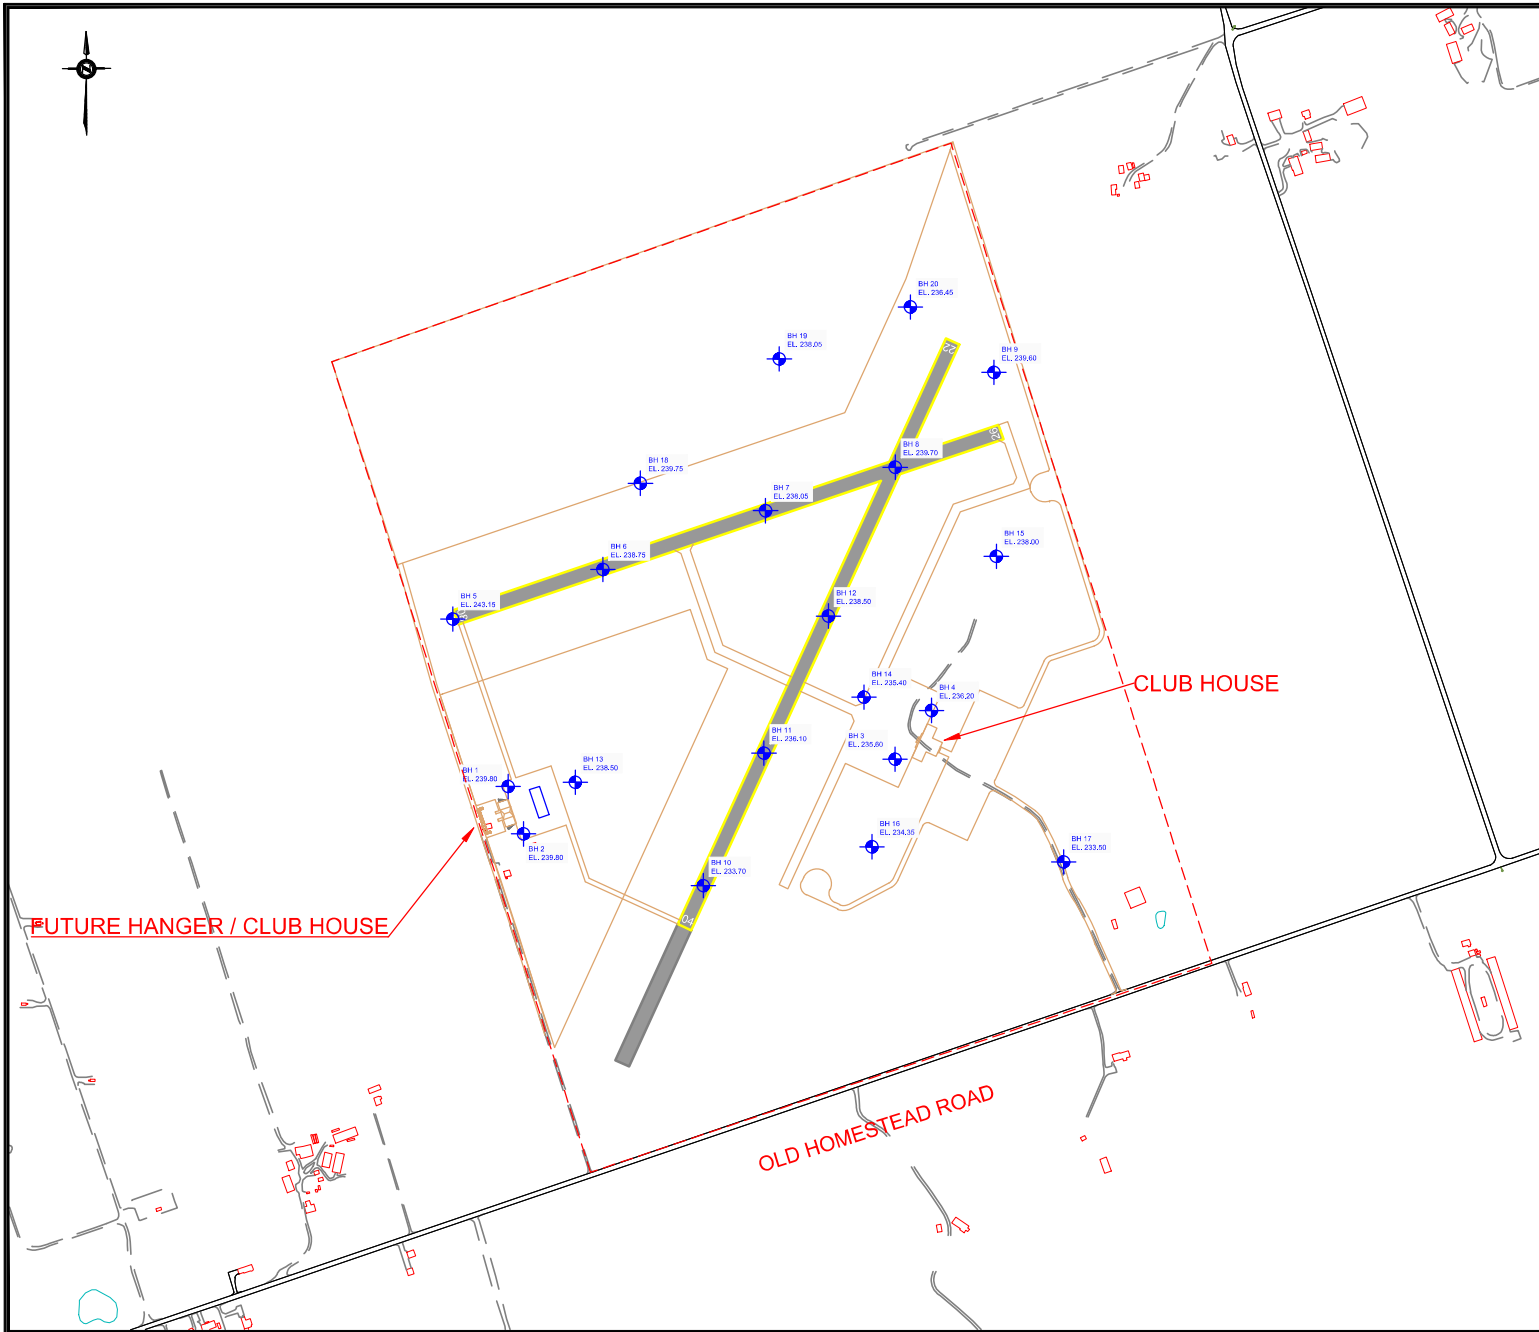 N
BH 20
EL. 236.45
BH 19
EL. 238.05
22
BH 9
EL. 239.60
26
BH 8
EL. 239.70
BH 18
EL. 239.75
BH 7
EL. 238.05
BH 15
EL. 238.00
BH 6
EL. 238.75
BH 5
EL. 243.15
BH 12
EL. 238.50
BH 14
EL. 235.40
BH 4
EL. 236.20
CLUB HOUSE
BH 11
EL. 236.10
BH 3
EL. 235.60
BH 1
EL. 239.80
BH 13
EL. 238.50
BH 16
EL. 234.35
BH 2
EL. 239.80
BH 17
EL. 233.50
BH 10
EL. 233.70
04
FUTURE HANGER / CLUB HOUSE
OLD HOMESTEAD ROAD